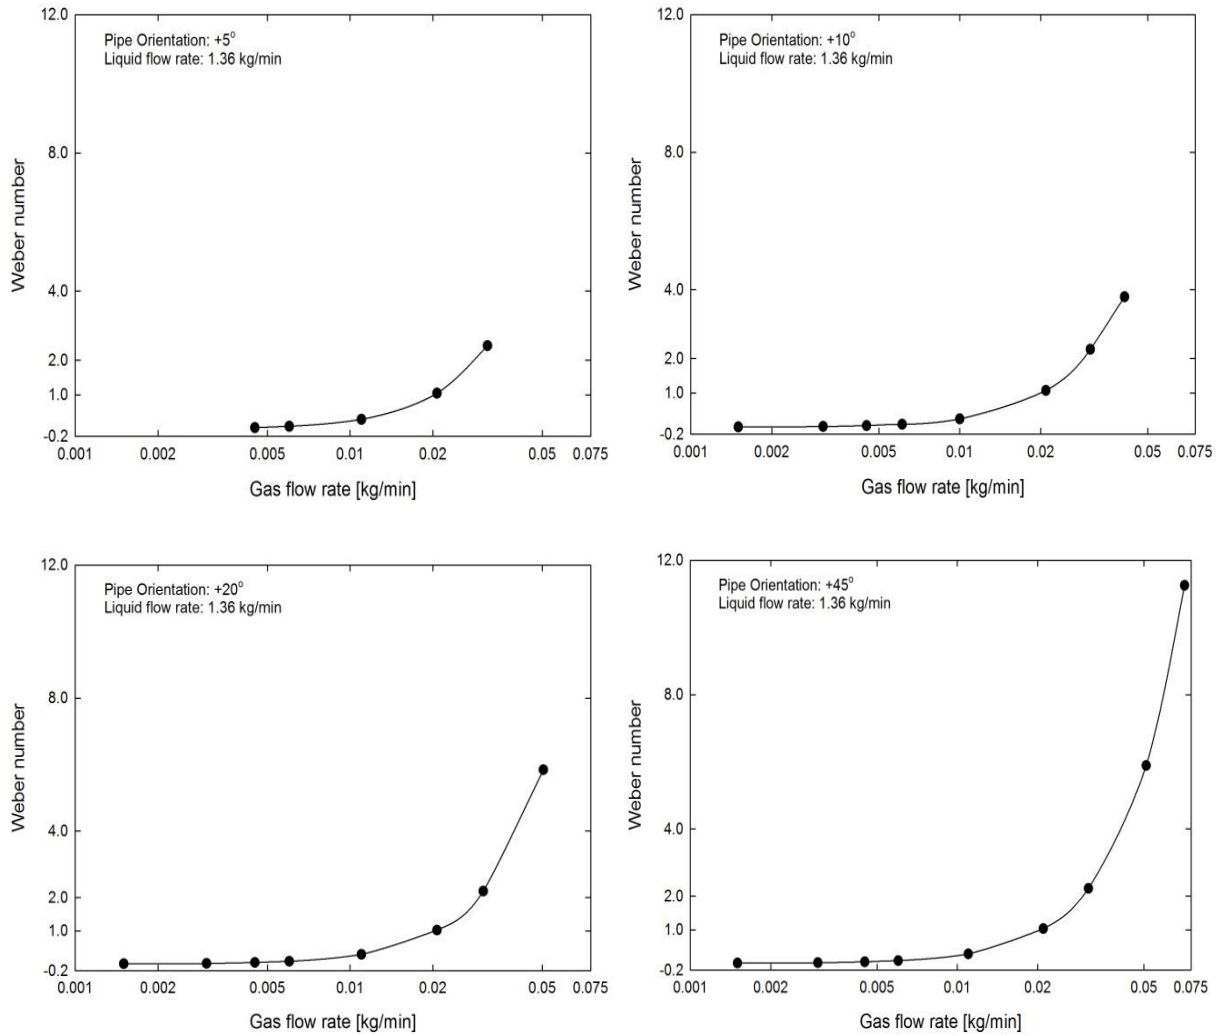 12.0
Pipe Orientation: +5°
Liquid flow rate: 1.36 kg/min
8.0
4.0
2.0
1.0
-0.2
Weber number
0.001 0.002 0.005 0.01 0.02 0.05 0.075
Gas flow rate [kg/min]
12.0
Pipe Orientation: +10°
Liquid flow rate: 1.36 kg/min
8.0
4.0
2.0
1.0
-0.2
Weber number
0.001 0.002 0.005 0.01 0.02 0.05 0.075
Gas flow rate [kg/min]
12.0
Pipe Orientation: +20°
Liquid flow rate: 1.36 kg/min
8.0
4.0
2.0
1.0
-0.2
Weber number
0.001 0.002 0.005 0.01 0.02 0.05 0.075
Gas flow rate [kg/min]
12.0
Pipe Orientation: +45°
Liquid flow rate: 1.36 kg/min
8.0
4.0
2.0
1.0
-0.2
Weber number
0.001 0.002 0.005 0.01 0.02 0.05 0.075
Gas flow rate [kg/min]